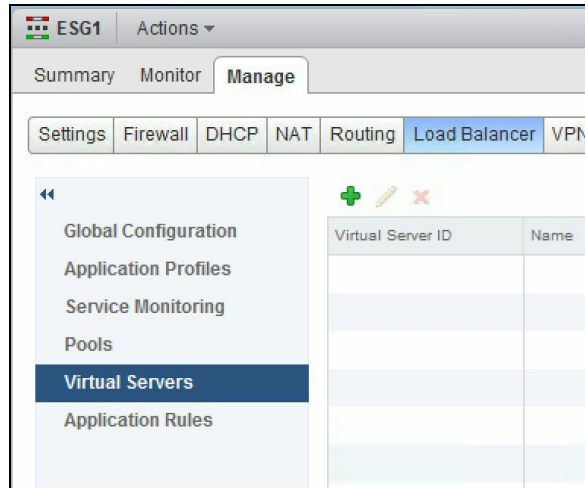 ESG1 Actions
Summary Monitor Manage
Settings Firewall DHCP NAT Routing Load Balancer VPN
Global Configuration
Virtual Server ID Name
Application Profiles
Service Monitoring
Pools
Virtual Servers
Application Rules